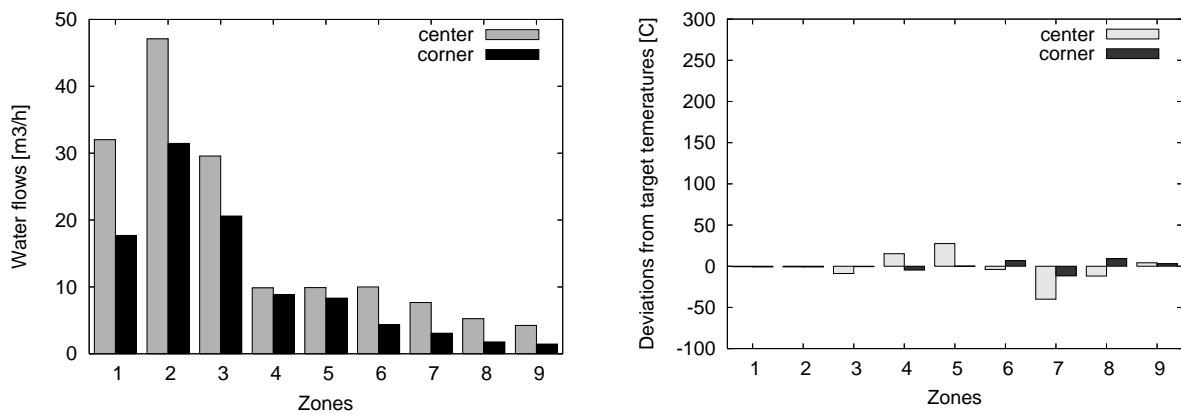 Water flows [m3/h]
50
40
30
20
10
0
center
corner
1 2 3 4 5 6 7 8 9
Zones
Deviations from target temeratures [C]
300
250
200
150
100
50
0
-50
-100
center
corner
1 2 3 4 5 6 7 8 9
Zones